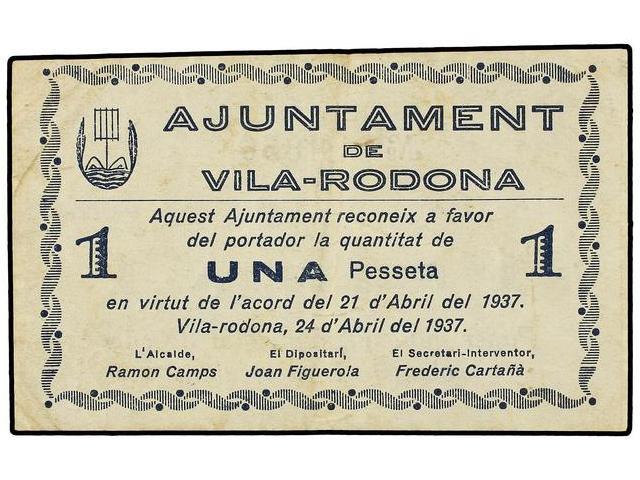 AJUNTAMENT
DE
VILA-RODONA
Aquest Ajuntament reconeix a favor
del portador la quantitat de
1 UNA Pesseta 1
en virtut de l'acord del 21 d'Abril del 1937.
Vila-rodona, 24 d'Abril del 1937.
L'Alcalde, El Dipositari, El Secretari-Interventor,
Ramon Camps Joan Figuerola Frederic Cartañà